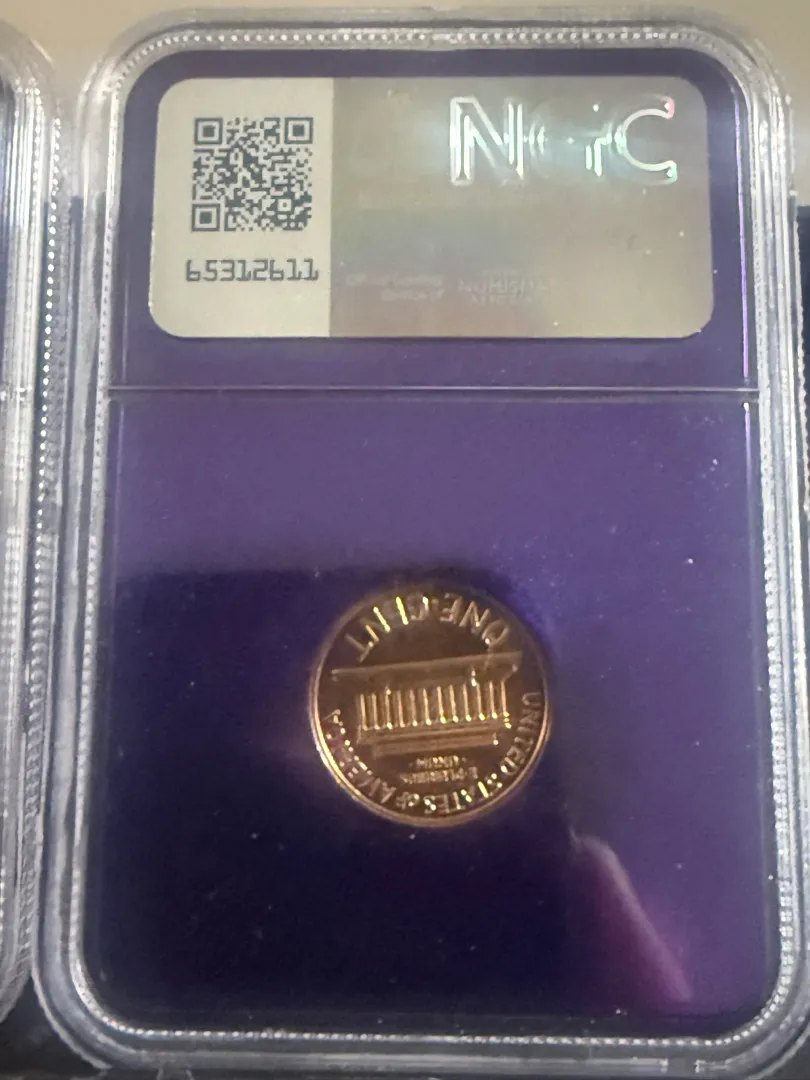 NGC
65312611
UNITED STATES OF AMERICA
E·PLURIBUS
·UNUM·
ONE CENT